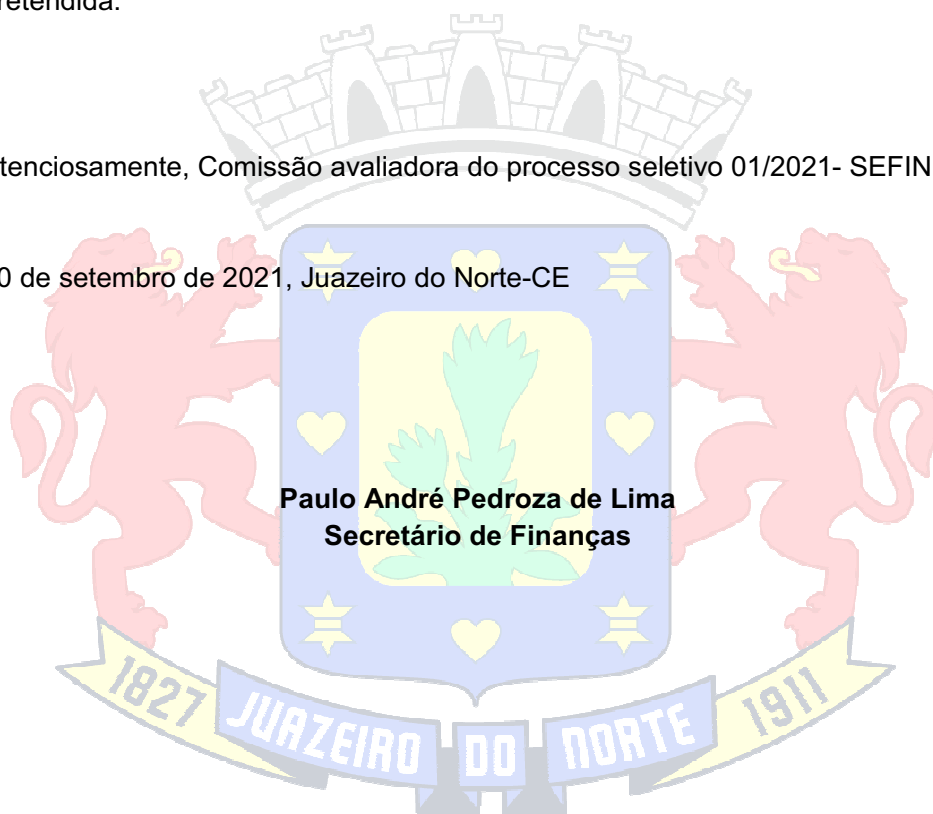 retendida.
tenciosamente, Comissão avaliadora do processo seletivo 01/2021- SEFIN
0 de setembro de 2021, Juazeiro do Norte-CE
Paulo André Pedroza de Lima
Secretário de Finanças
1827 JUAZEIRO DO NORTE 1911